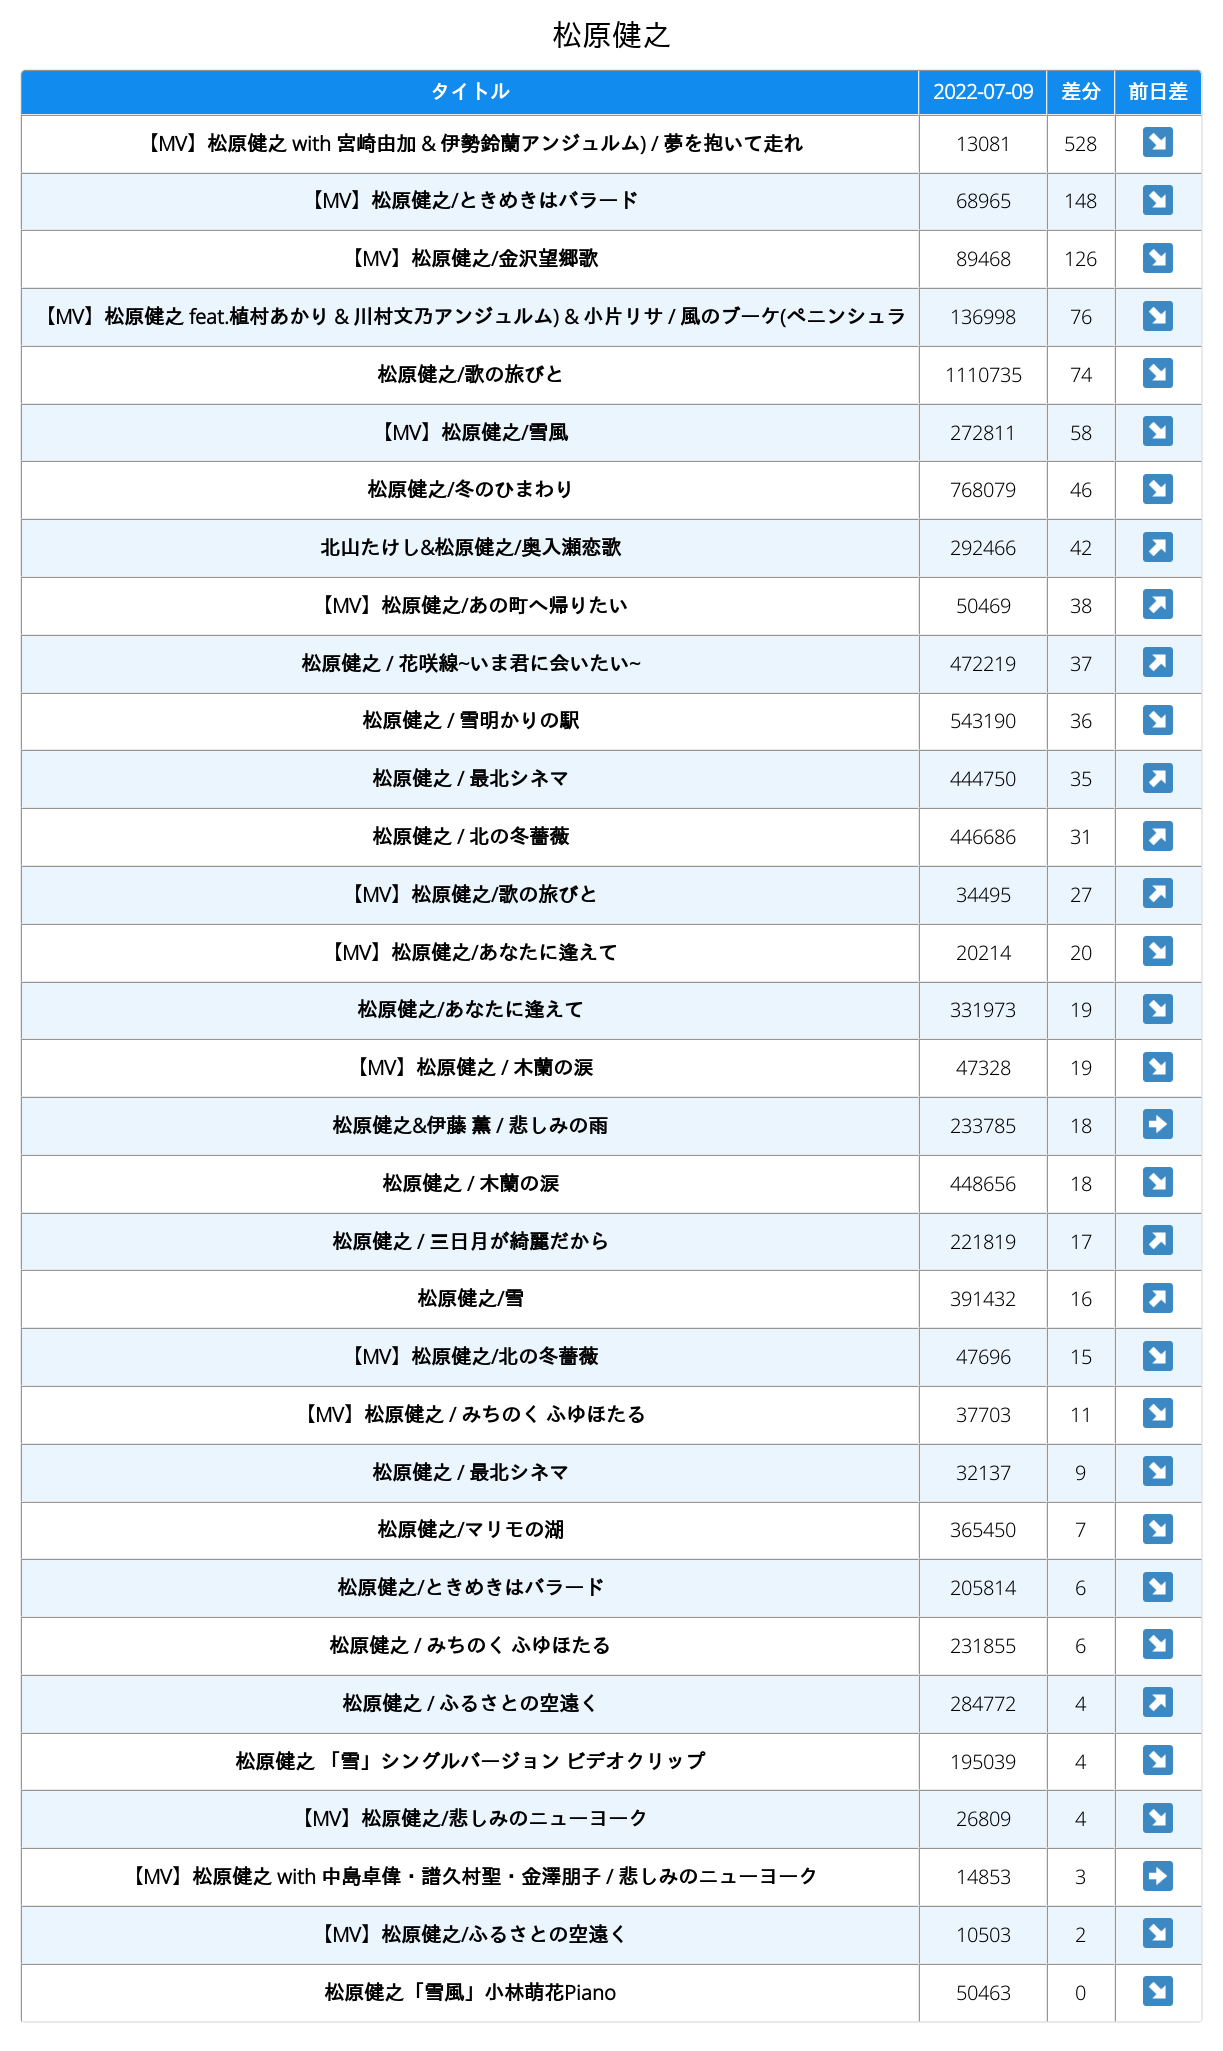 松原健之
タイトル 2022-07-09 差分 前日差
【MV】松原健之 with 宮崎由加 & 伊勢鈴蘭アンジュルム) / 夢を抱いて走れ 13081 528 ↘
【MV】松原健之/ときめきはバラード 68965 148 ↘
【MV】松原健之/金沢望郷歌 89468 126 ↘
【MV】松原健之 feat.植村あかり & 川村文乃アンジュルム) & 小片リサ / 風のブーケ(ペニンシュラ 136998 76 ↘
松原健之/歌の旅びと 1110735 74 ↘
【MV】松原健之/雪風 272811 58 ↘
松原健之/冬のひまわり 768079 46 ↘
北山たけし&松原健之/奥入瀬恋歌 292466 42 ↗
【MV】松原健之/あの町へ帰りたい 50469 38 ↗
松原健之 / 花咲線~いま君に会いたい~ 472219 37 ↗
松原健之 / 雪明かりの駅 543190 36 ↘
松原健之 / 最北シネマ 444750 35 ↗
松原健之 / 北の冬薔薇 446686 31 ↗
【MV】松原健之/歌の旅びと 34495 27 ↗
【MV】松原健之/あなたに逢えて 20214 20 ↘
松原健之/あなたに逢えて 331973 19 ↘
【MV】松原健之 / 木蘭の涙 47328 19 ↘
松原健之&伊藤 薫 / 悲しみの雨 233785 18 ➡
松原健之 / 木蘭の涙 448656 18 ↘
松原健之 / 三日月が綺麗だから 221819 17 ↗
松原健之/雪 391432 16 ↗
【MV】松原健之/北の冬薔薇 47696 15 ↘
【MV】松原健之 / みちのく ふゆほたる 37703 11 ↘
松原健之 / 最北シネマ 32137 9 ↘
松原健之/マリモの湖 365450 7 ↘
松原健之/ときめきはバラード 205814 6 ↘
松原健之 / みちのく ふゆほたる 231855 6 ↘
松原健之 / ふるさとの空遠く 284772 4 ↗
松原健之 「雪」シングルバージョン ビデオクリップ 195039 4 ↘
【MV】松原健之/悲しみのニューヨーク 26809 4 ↘
【MV】松原健之 with 中島卓偉・譜久村聖・金澤朋子 / 悲しみのニューヨーク 14853 3 ➡
【MV】松原健之/ふるさとの空遠く 10503 2 ↘
松原健之「雪風」小林萌花Piano 50463 0 ↘